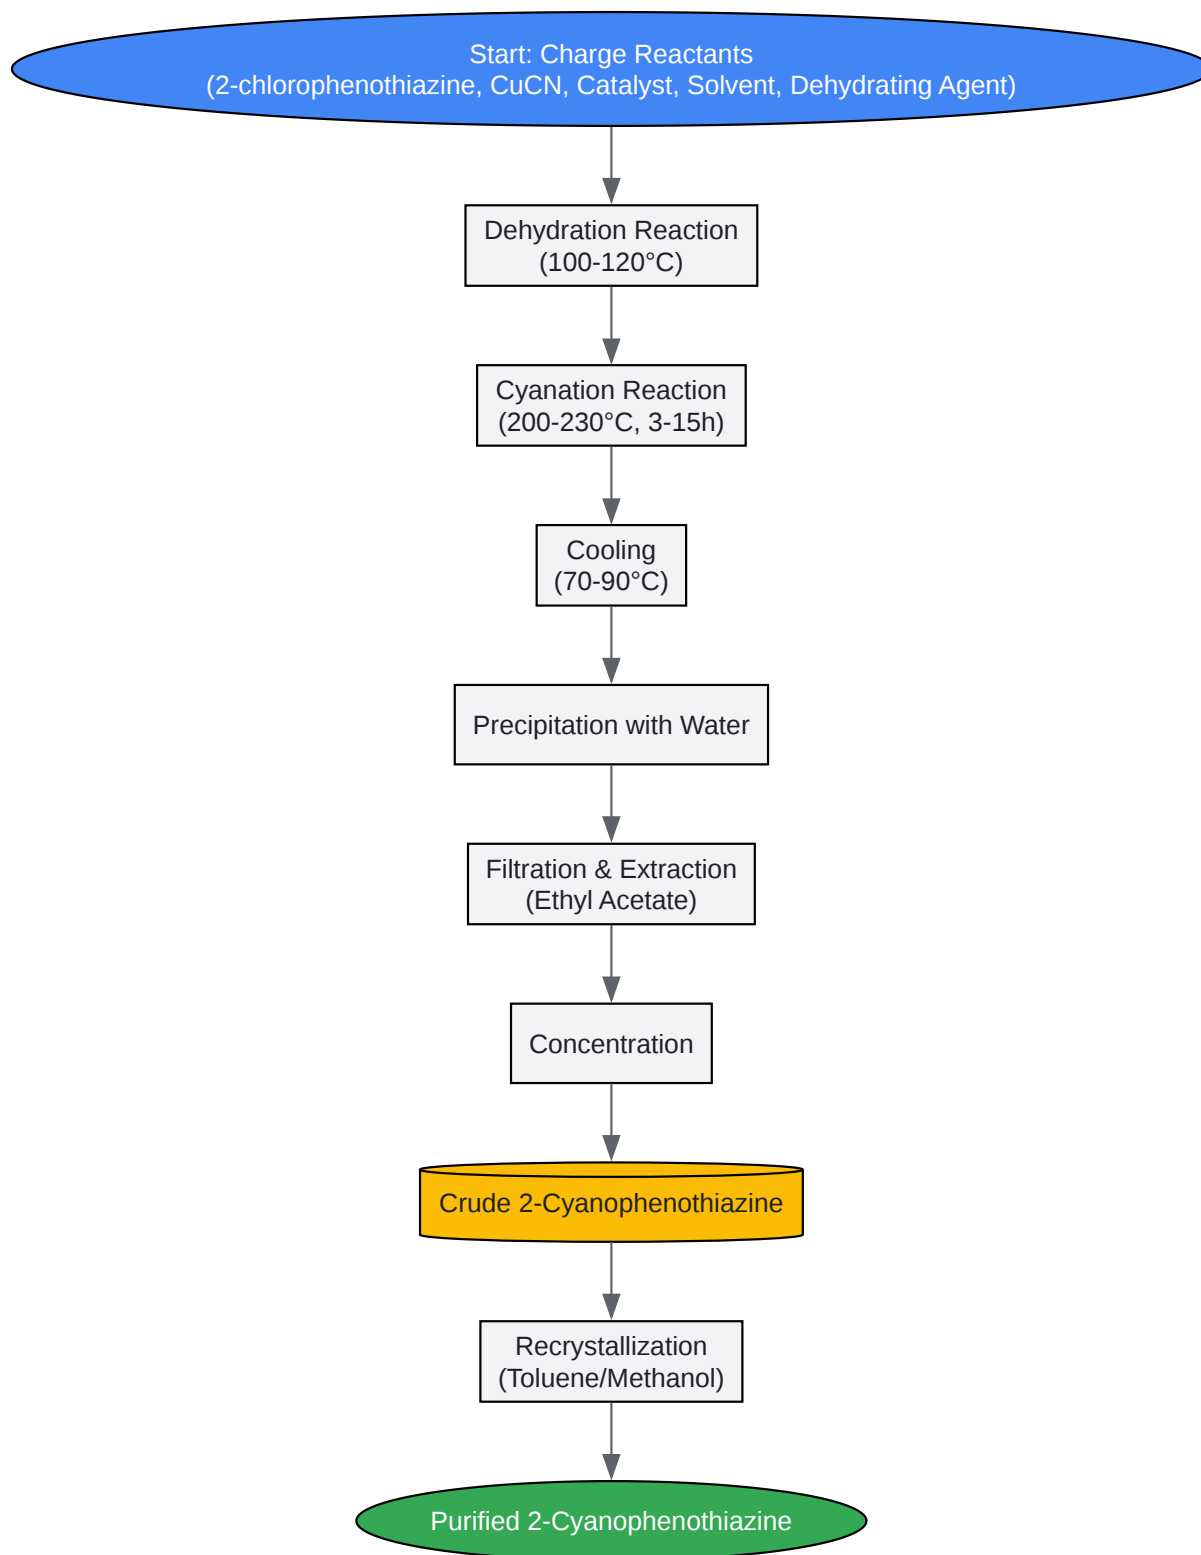 Start: Charge Reactants
(2-chlorophenothiazine, CuCN, Catalyst, Solvent, Dehydrating Agent)
Dehydration Reaction
(100-120°C)
Cyanation Reaction
(200-230°C, 3-15h)
Cooling
(70-90°C)
Precipitation with Water
Filtration & Extraction
(Ethyl Acetate)
Concentration
Crude 2-Cyanophenothiazine
Recrystallization
(Toluene/Methanol)
Purified 2-Cyanophenothiazine